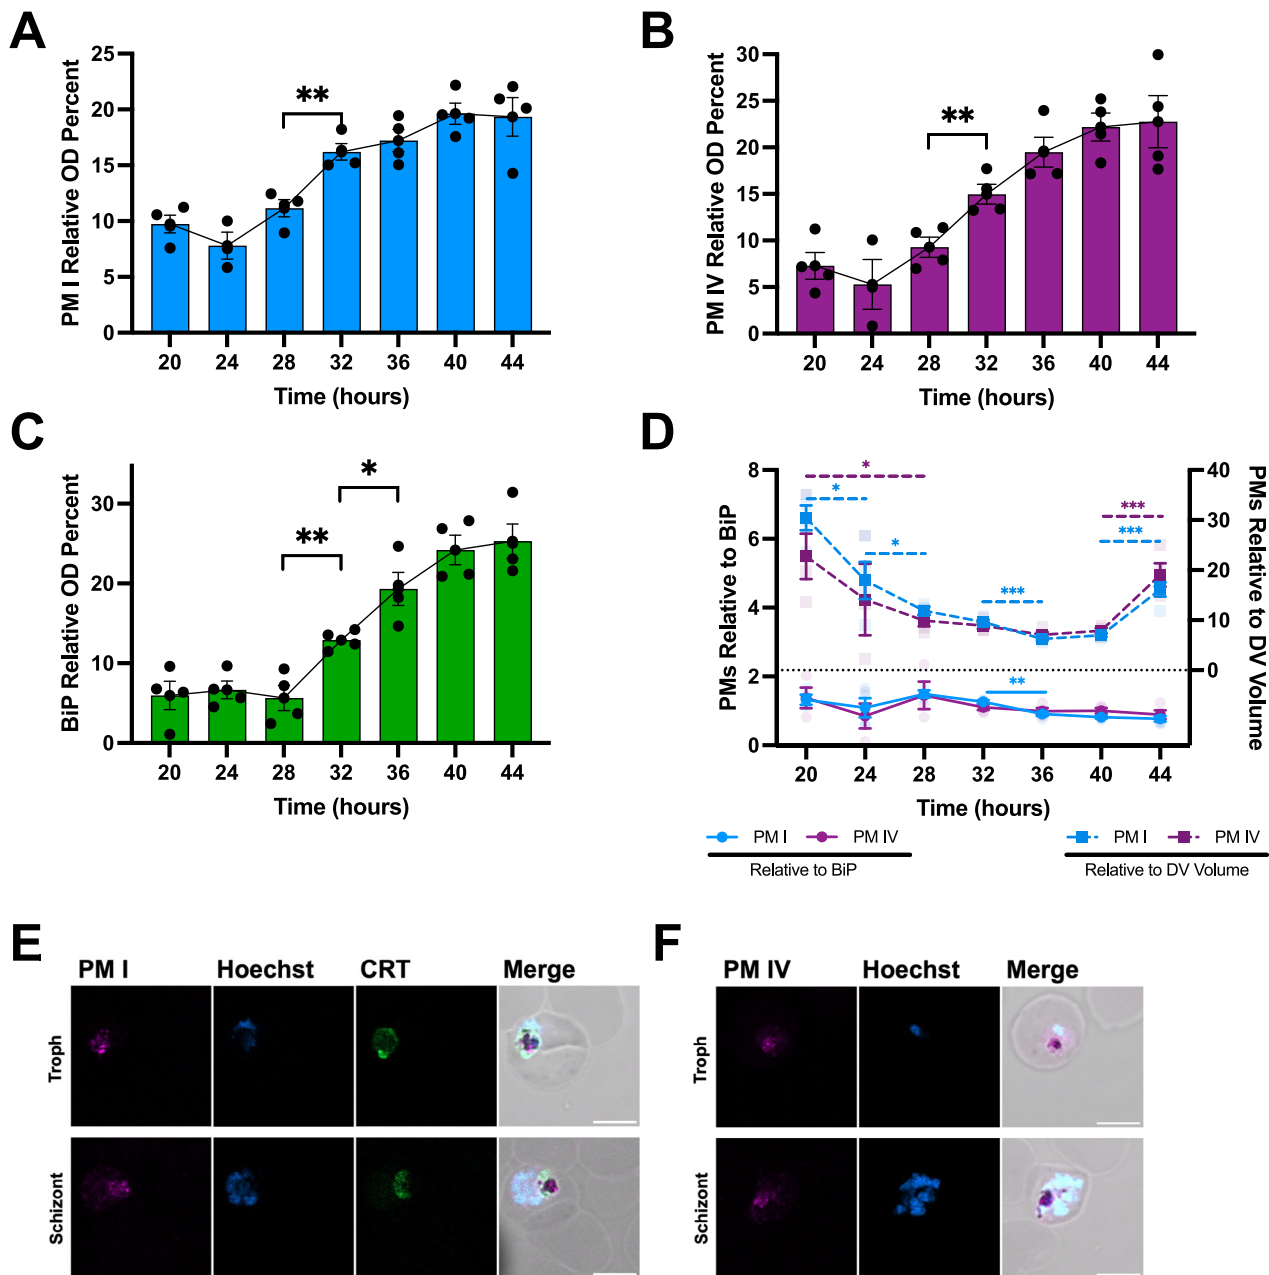 A
PM I Relative OD Percent
25
20
15
10
5
0
**
20 24 28 32 36 40 44
Time (hours)
B
PM IV Relative OD Percent
30
25
20
15
10
5
0
**
20 24 28 32 36 40 44
Time (hours)
C
BiP Relative OD Percent
30
20
10
0
**
*
20 24 28 32 36 40 44
Time (hours)
D
PMs Relative to BiP
8
6
4
2
0
*
*
*
***
**
***
***
40
30
20
10
0
PMs Relative to DV Volume
20 24 28 32 36 40 44
Time (hours)
PM I PM IV
Relative to BiP
PM I PM IV
Relative to DV Volume
E
PM I Hoechst CRT Merge
Troph
Schizont
F
PM IV Hoechst Merge
Troph
Schizont